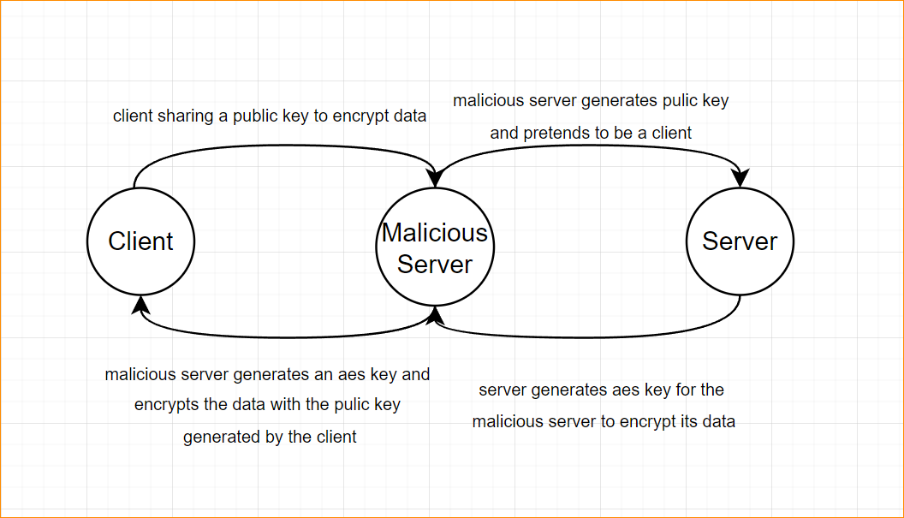 client sharing a public key to encrypt data
malicious server generates pulic key
and pretends to be a client
Client
Malicious
Server
Server
malicious server generates an aes key and
encrypts the data with the pulic key
generated by the client
server generates aes key for the
malicious server to encrypt its data